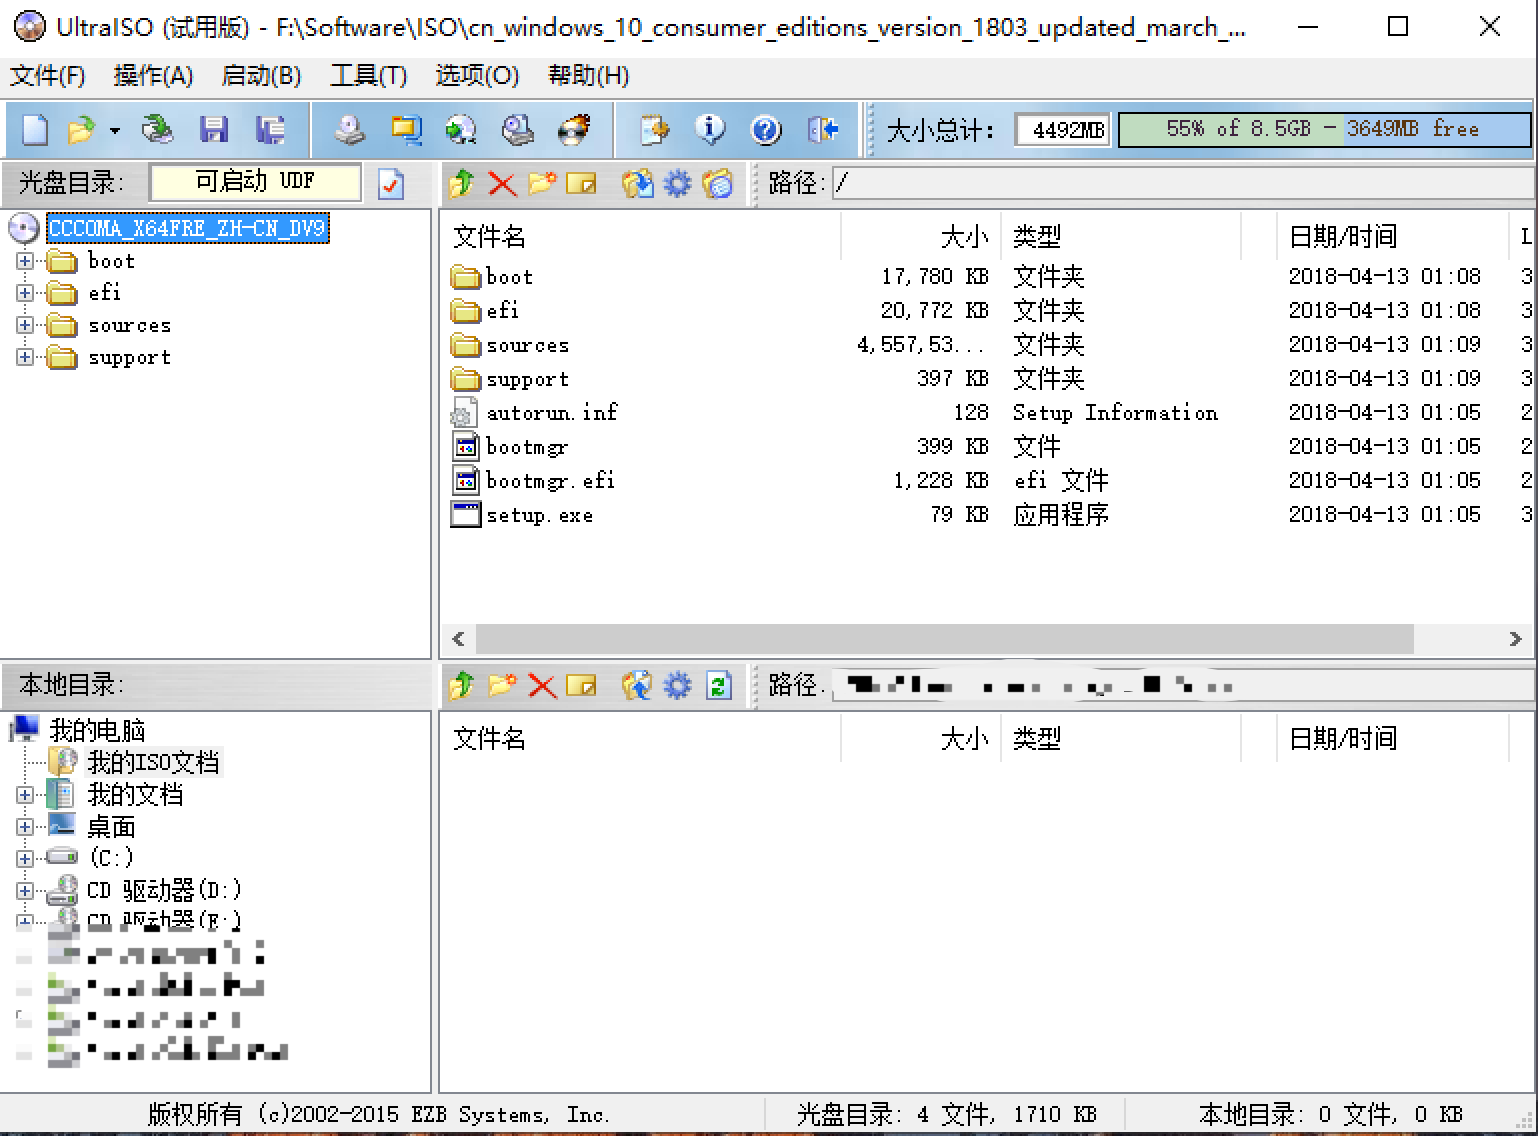 UltraISO (试用版) - F:\Software\ISO\cn_windows_10_consumer_editions_version_1803_updated_march_...
文件(F) 操作(A) 启动(B) 工具(T) 选项(O) 帮助(H)
大小总计: 4492MB 55% of 8.5GB - 3649MB free
光盘目录: 可启动 UDF 路径: /
CCCOMA_X64FRE_ZH-CN_DV9
boot
efi
sources
support
文件名 大小 类型 日期/时间 L
boot 17,780 KB 文件夹 2018-04-13 01:08 3
efi 20,772 KB 文件夹 2018-04-13 01:08 3
sources 4,557,53... 文件夹 2018-04-13 01:09 3
support 397 KB 文件夹 2018-04-13 01:09 3
autorun.inf 128 Setup Information 2018-04-13 01:05 2
bootmgr 399 KB 文件 2018-04-13 01:05 2
bootmgr.efi 1,228 KB efi 文件 2018-04-13 01:05 2
setup.exe 79 KB 应用程序 2018-04-13 01:05 3
本地目录: 路径
我的电脑
我的ISO文档
我的文档
桌面
(C:)
CD 驱动器(D:)
CD 驱动器(E:)
文件名 大小 类型 日期/时间
版权所有 (c)2002-2015 EZB Systems, Inc. 光盘目录: 4 文件, 1710 KB 本地目录: 0 文件, 0 KB